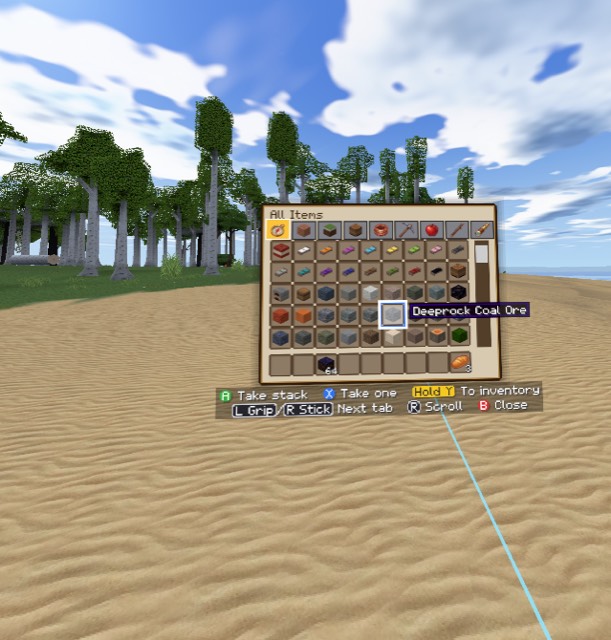 All Items
Deeprock Coal Ore
64
3
A Take stack X Take one Hold Y To inventory
L Grip/R Stick Next tab R Scroll B Close